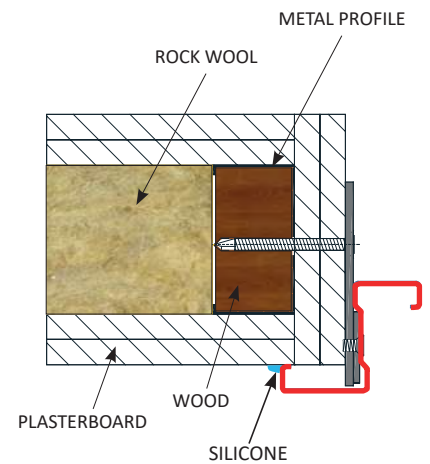 METAL PROFILE
ROCK WOOL
WOOD
PLASTERBOARD
SILICONE